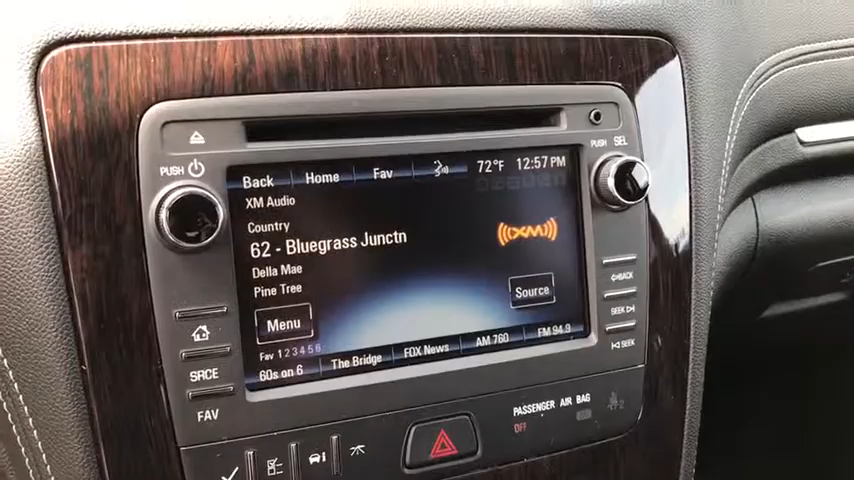 PUSH
PUSH SEL
Back Home Fav 72°F 12:57 PM
XM Audio
Country
62 - Bluegrass Junctn
XM
Della Mae
Pine Tree
Menu
Source
Fav 1 2 3 4 5 6
60s on 6 The Bridge FOX News AM 760 FM 94.9
SRCE
FAV
BACK
SEEK
SEEK
PASSENGER AIR BAG
OFF